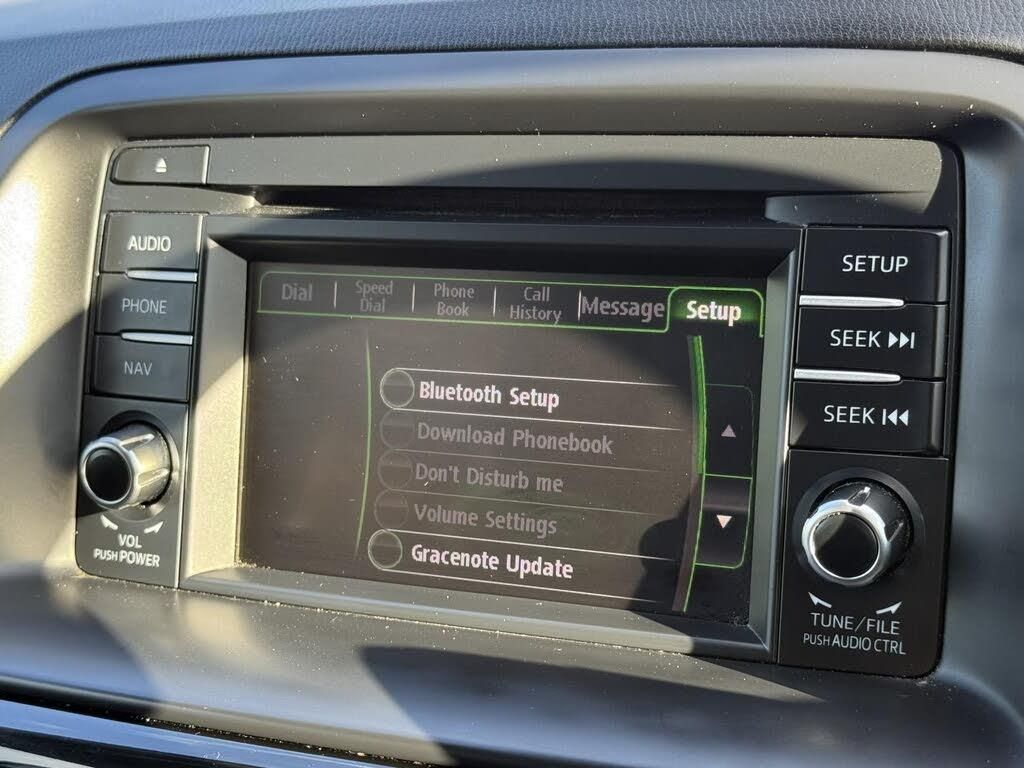 AUDIO
PHONE
NAV
VOL
PUSH POWER
Dial
Speed
Dial
Phone
Book
Call
History
Message
Setup
Bluetooth Setup
Download Phonebook
Don't Disturb me
Volume Settings
Gracenote Update
SETUP
SEEK
SEEK
TUNE/FILE
PUSH AUDIO CTRL